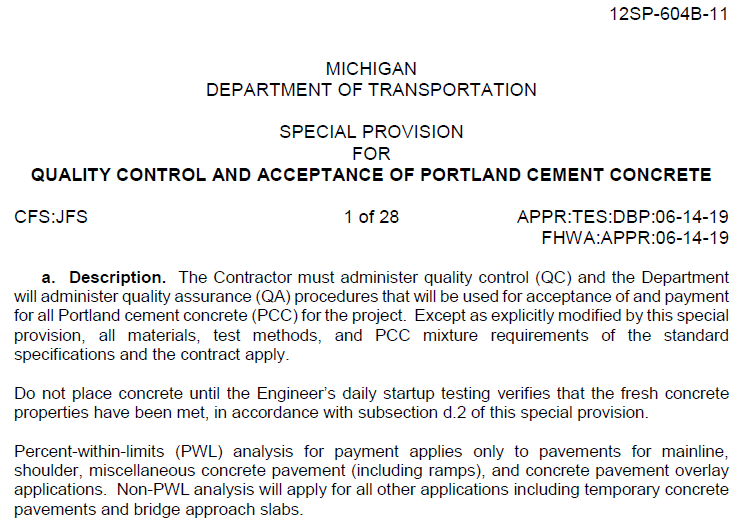 12SP-604B-11
MICHIGAN
DEPARTMENT OF TRANSPORTATION
SPECIAL PROVISION
FOR
QUALITY CONTROL AND ACCEPTANCE OF PORTLAND CEMENT CONCRETE
CFS:JFS 1 of 28 APPR:TES:DBP:06-14-19
FHWA:APPR:06-14-19
a. Description. The Contractor must administer quality control (QC) and the Department
will administer quality assurance (QA) procedures that will be used for acceptance of and payment
for all Portland cement concrete (PCC) for the project. Except as explicitly modified by this special
provision, all materials, test methods, and PCC mixture requirements of the standard
specifications and the contract apply.
Do not place concrete until the Engineer's daily startup testing verifies that the fresh concrete
properties have been met, in accordance with subsection d.2 of this special provision.
Percent-within-limits (PWL) analysis for payment applies only to pavements for mainline,
shoulder, miscellaneous concrete pavement (including ramps), and concrete pavement overlay
applications. Non-PWL analysis will apply for all other applications including temporary concrete
pavements and bridge approach slabs.